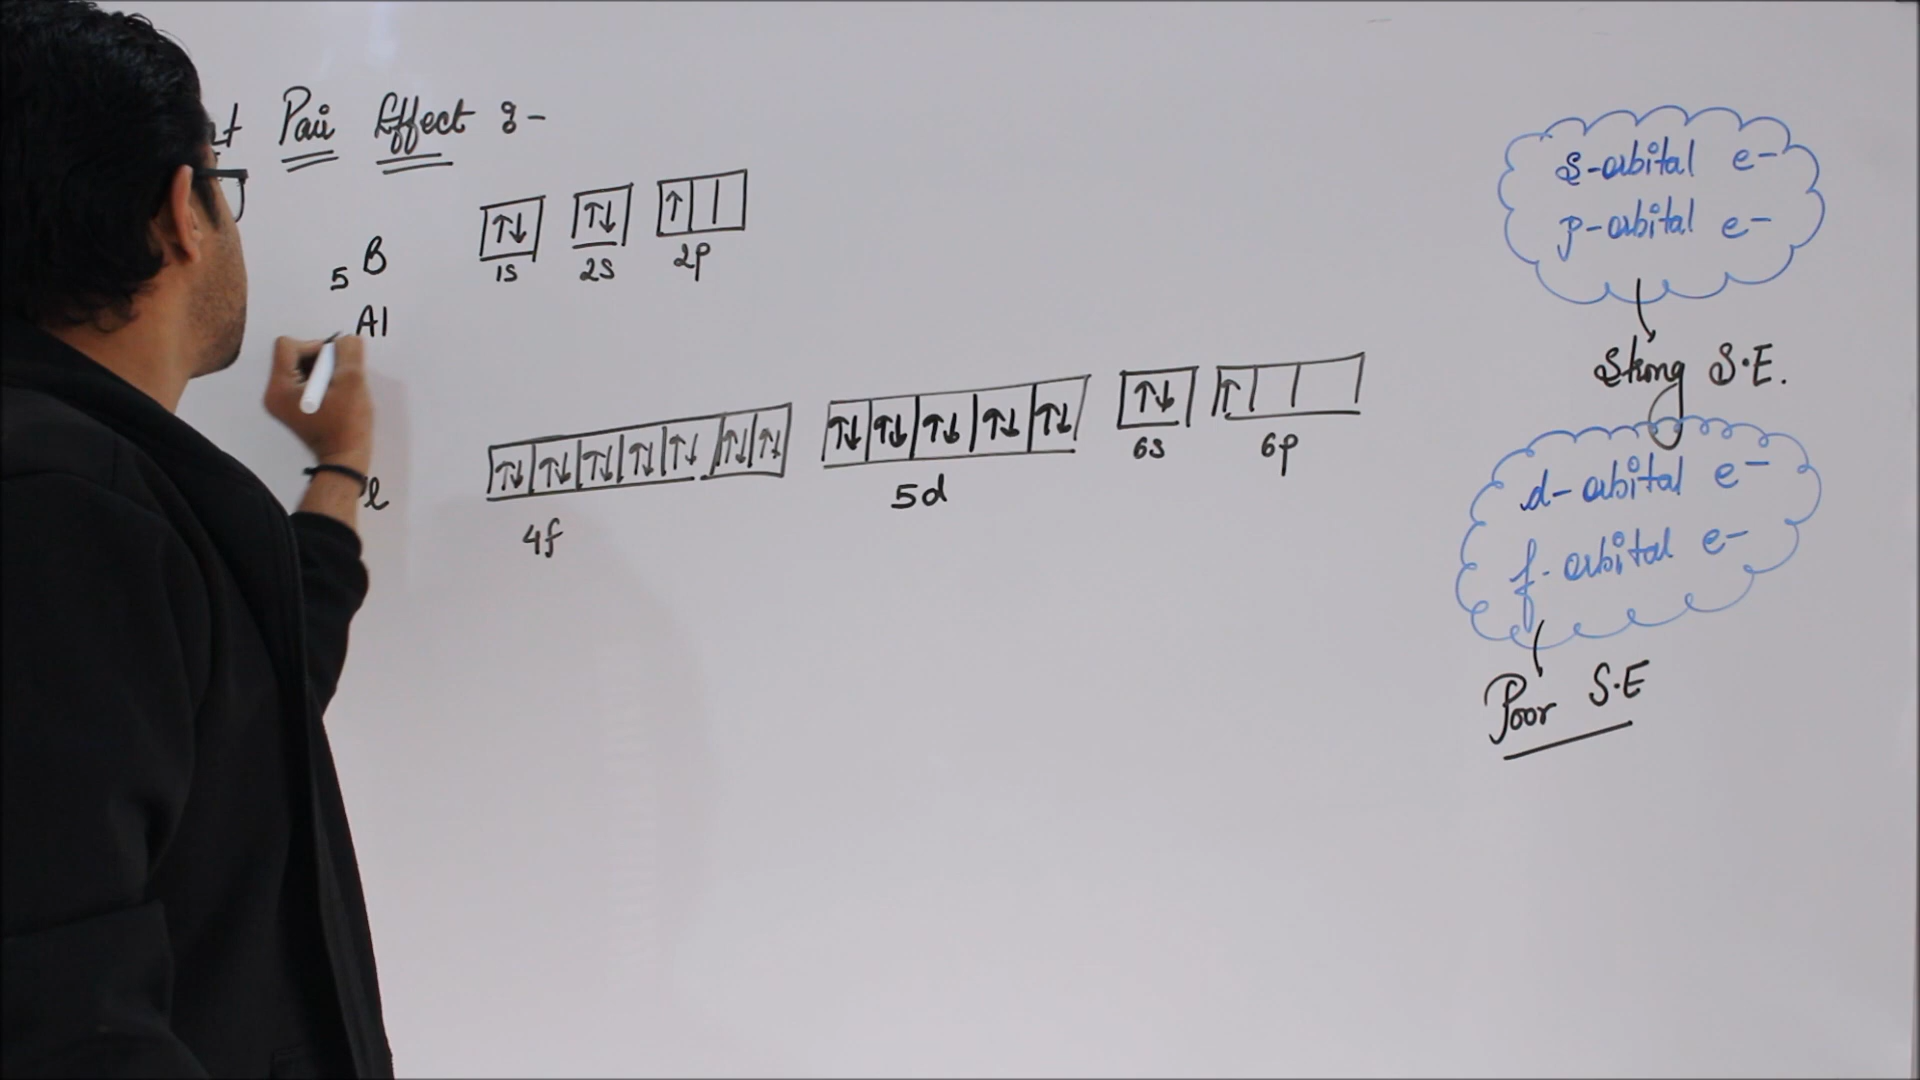 Pair Effect :-
5 B ↑↓ ↑↓ ↑
1s 2s 2p
Al
↑↓ ↑↓ ↑↓ ↑↓ ↑↓ ↑↓ ↑↓ ↑↓ ↑↓ ↑↓ ↑↓ ↑↓ ↑↓ ↑
4f 5d 6s 6p
s-orbital e-
p-orbital e-
Strong S.E.
d-orbital e-
f-orbital e-
Poor S.E